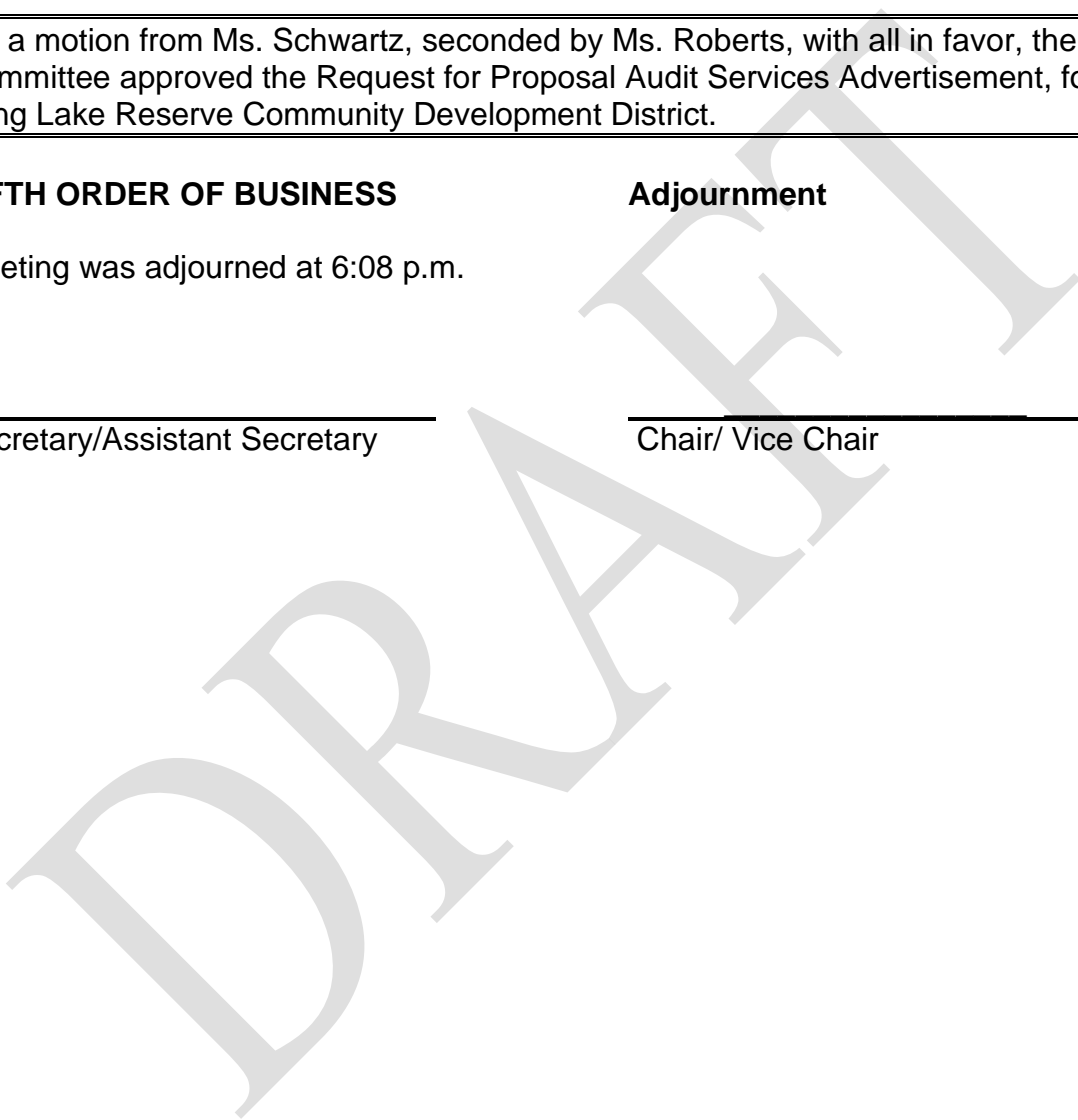 a motion from Ms. Schwartz, seconded by Ms. Roberts, with all in favor, the
mmittee approved the Request for Proposal Audit Services Advertisement, fo
ng Lake Reserve Community Development District.
FTH ORDER OF BUSINESS Adjournment
eting was adjourned at 6:08 p.m.
cretary/Assistant Secretary Chair/ Vice Chair
DRAFT